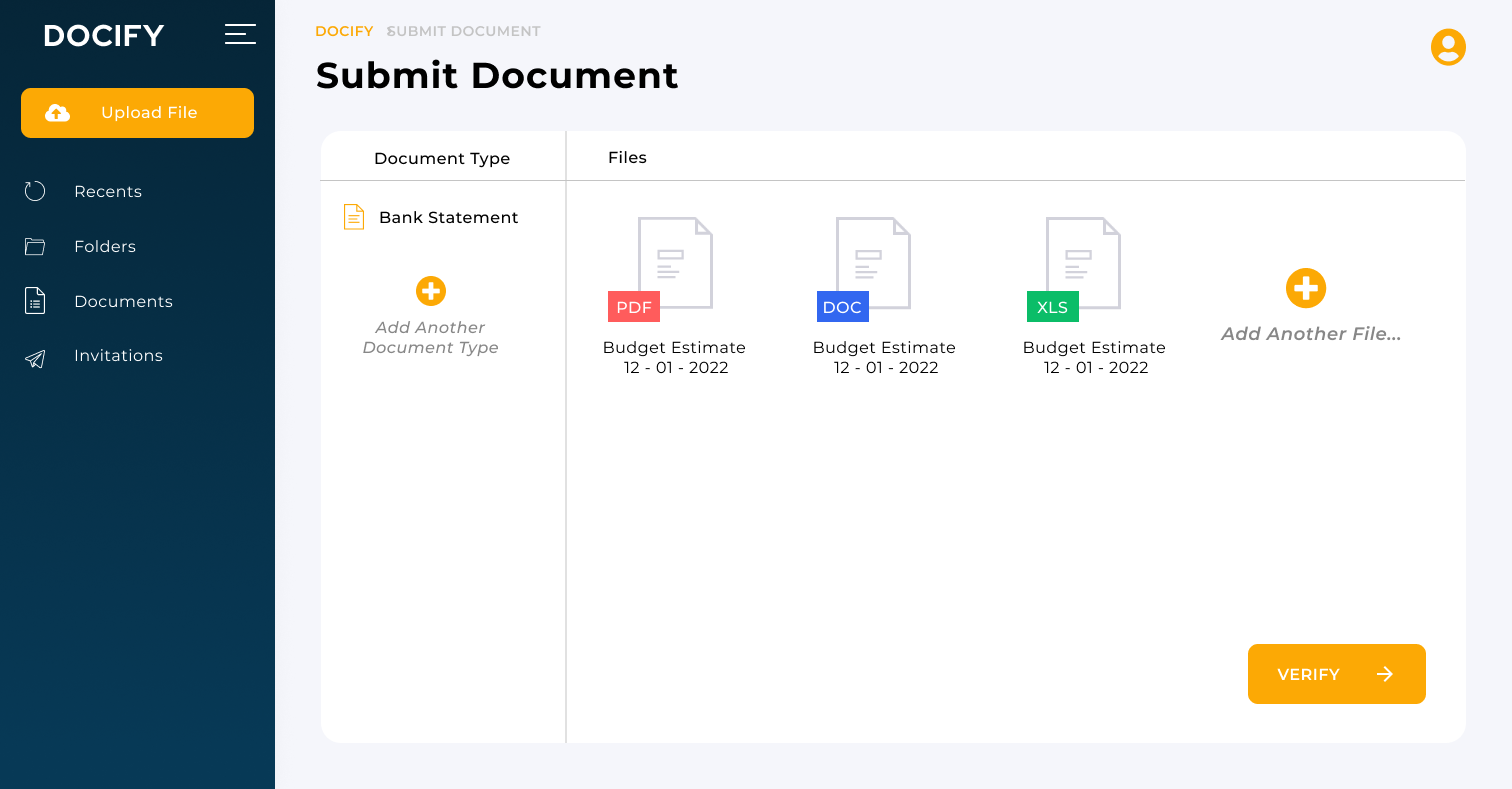 DOCIFY
Upload File
Recents
Folders
Documents
Invitations
DOCIFY SUBMIT DOCUMENT
Submit Document
Document Type
Files
Bank Statement
Add Another
Document Type
PDF
Budget Estimate
12 - 01 - 2022
DOC
Budget Estimate
12 - 01 - 2022
XLS
Budget Estimate
12 - 01 - 2022
Add Another File...
VERIFY